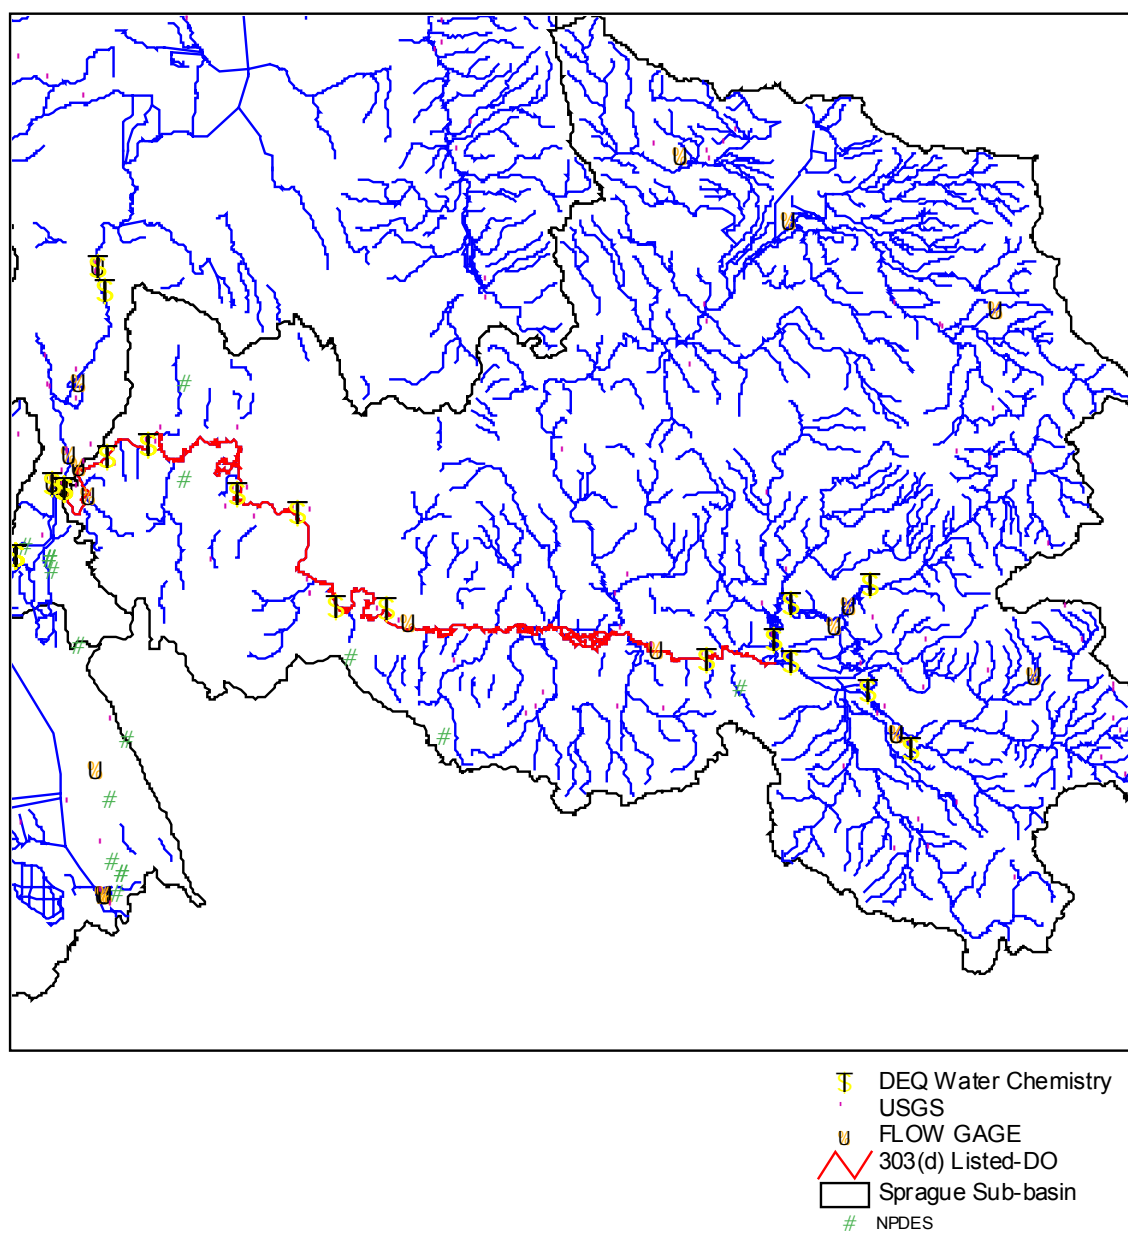 DEQ Water Chemistry
USGS
FLOW GAGE
303(d) Listed-DO
Sprague Sub-basin
NPDES